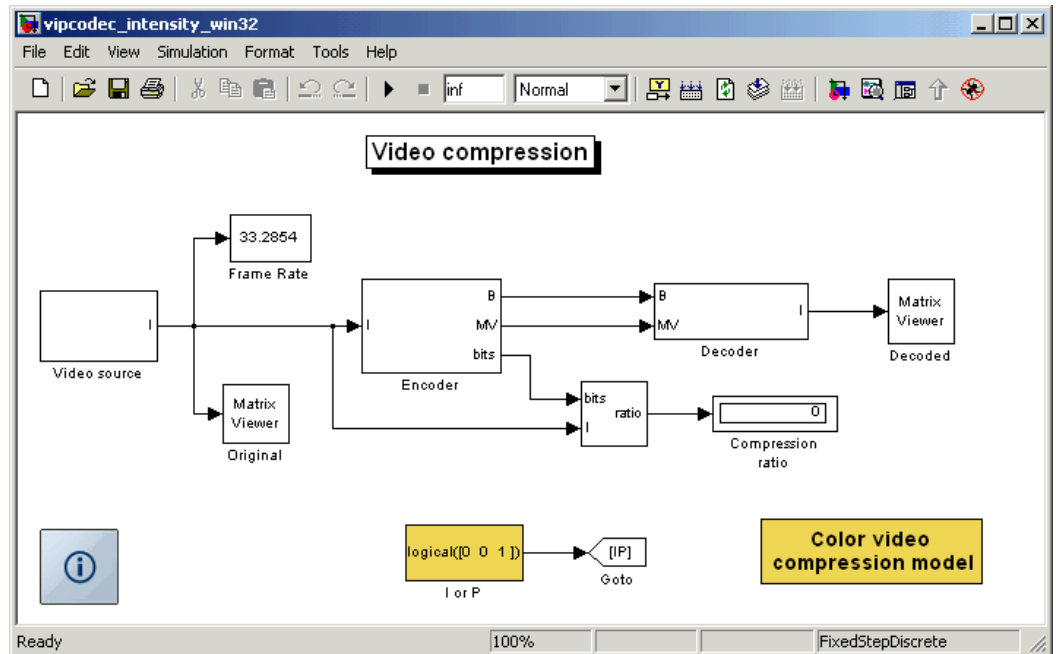 vipcodec_intensity_win32
File Edit View Simulation Format Tools Help
inf Normal
Video compression
33.2854
Frame Rate
I
Video source
Matrix
Viewer
Original
I
B
MV
bits
Encoder
B
MV
I
Decoder
Matrix
Viewer
Decoded
bits
I
ratio
0
Compression
ratio
logical([0 0 1 ])
I or P
[IP]
Goto
Color video
compression model
Ready 100% FixedStepDiscrete